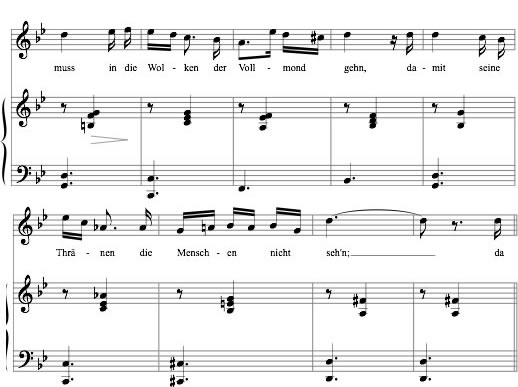 muss in die Wol - ken der Voll - mond gehn, da - mit seine
Thrä - nen die Mensch - en nicht seh'n; da